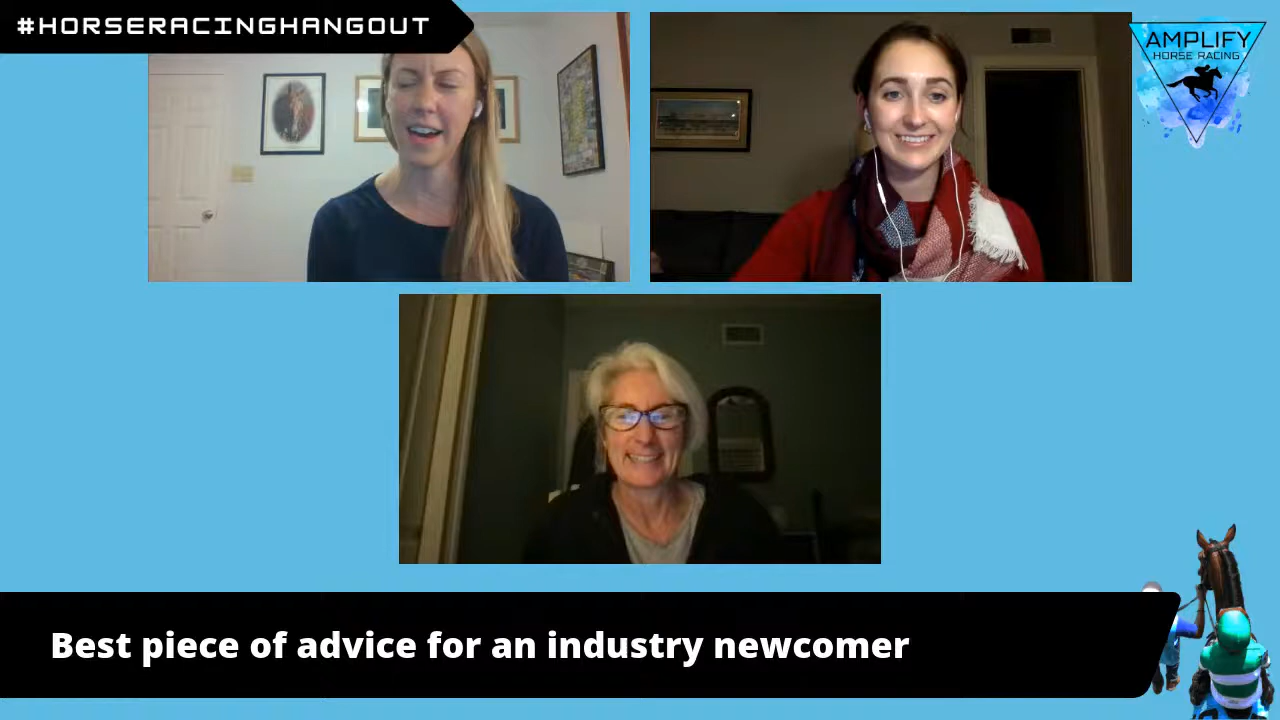 #HORSERACINGHANGOUT
AMPLIFY
HORSE RACING
Best piece of advice for an industry newcomer